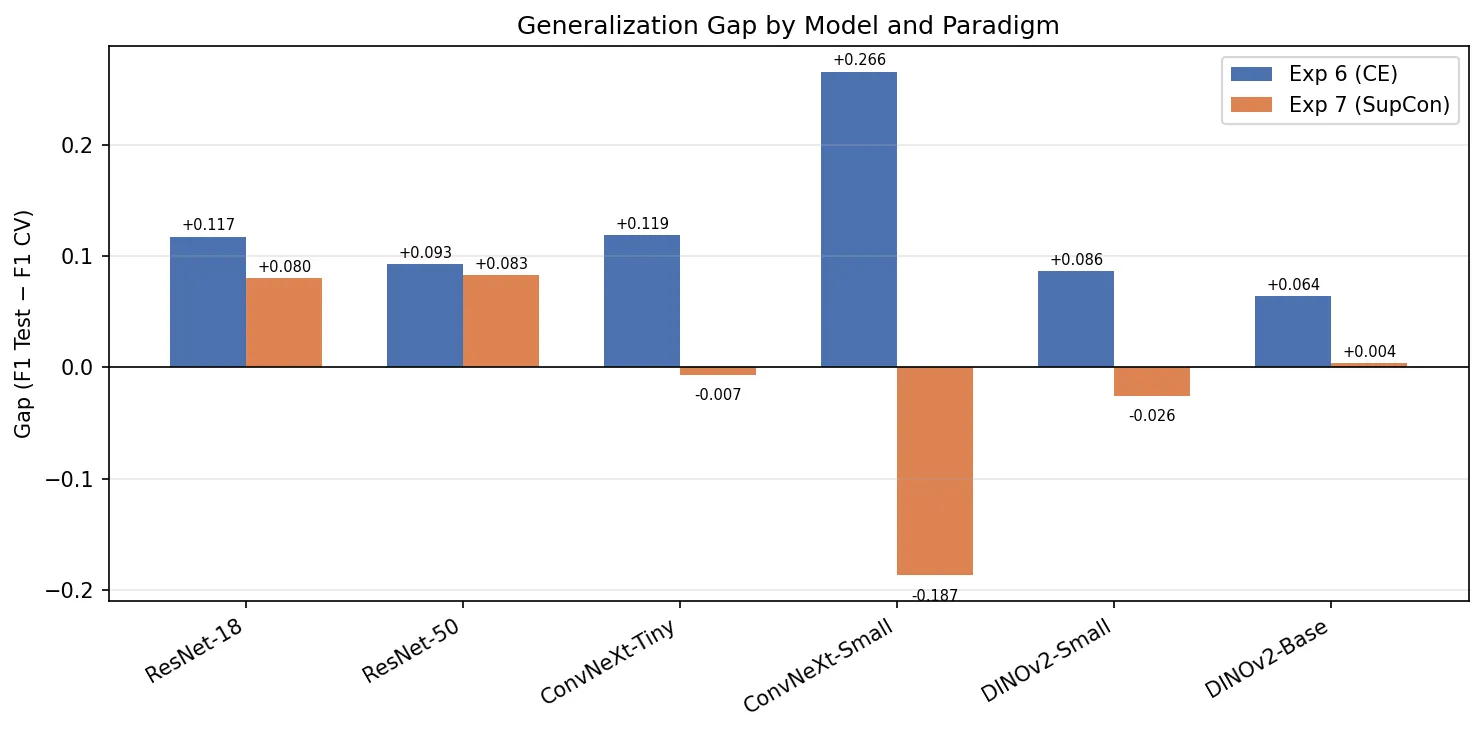 Generalization Gap by Model and Paradigm
Gap (F1 Test − F1 CV)
0.2
0.1
0.0
−0.1
−0.2
Exp 6 (CE)
Exp 7 (SupCon)
+0.117
+0.080
+0.093
+0.083
+0.119
-0.007
+0.266
-0.187
+0.086
-0.026
+0.064
+0.004
ResNet-18
ResNet-50
ConvNeXt-Tiny
ConvNeXt-Small
DINOv2-Small
DINOv2-Base